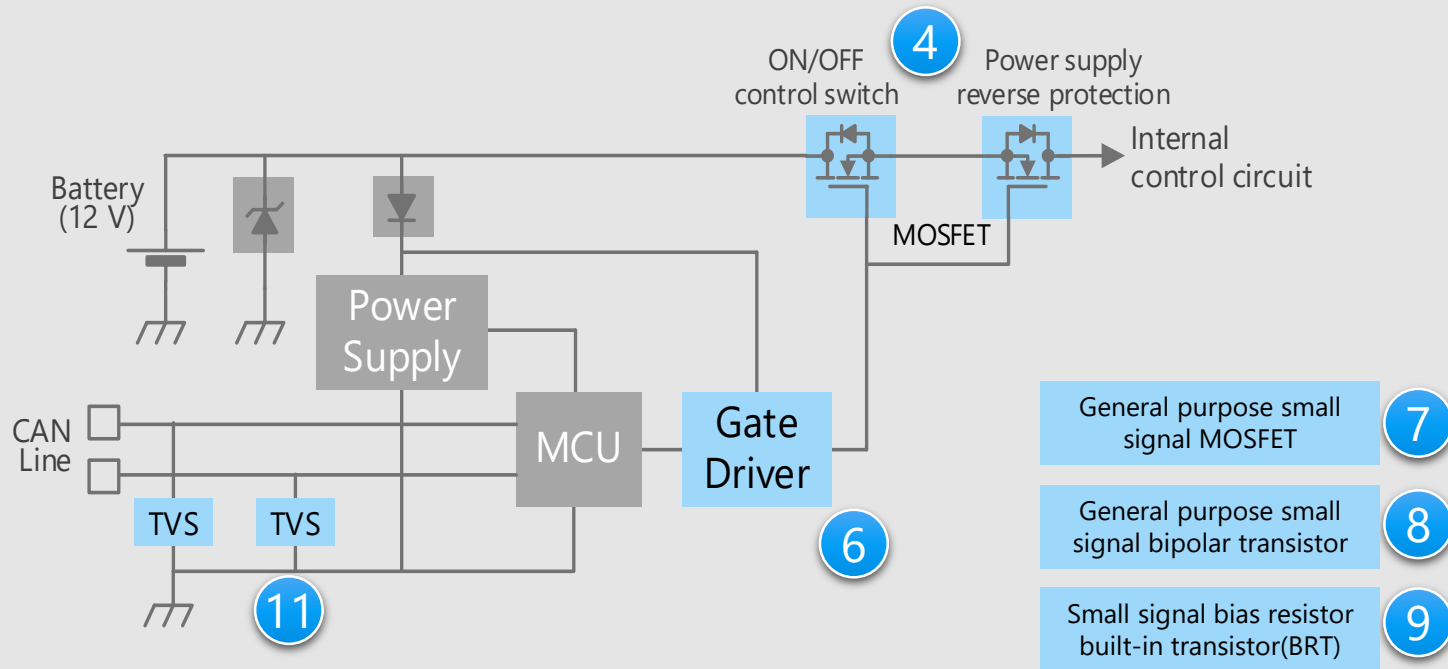 4
ON/OFF
control switch
Power supply
reverse protection
Internal
control circuit
Battery
(12 V)
MOSFET
Power
Supply
CAN
Line
MCU
Gate
Driver
TVS
TVS
6
11
General purpose small
signal MOSFET
7
General purpose small
signal bipolar transistor
8
Small signal bias resistor
built-in transistor(BRT)
9